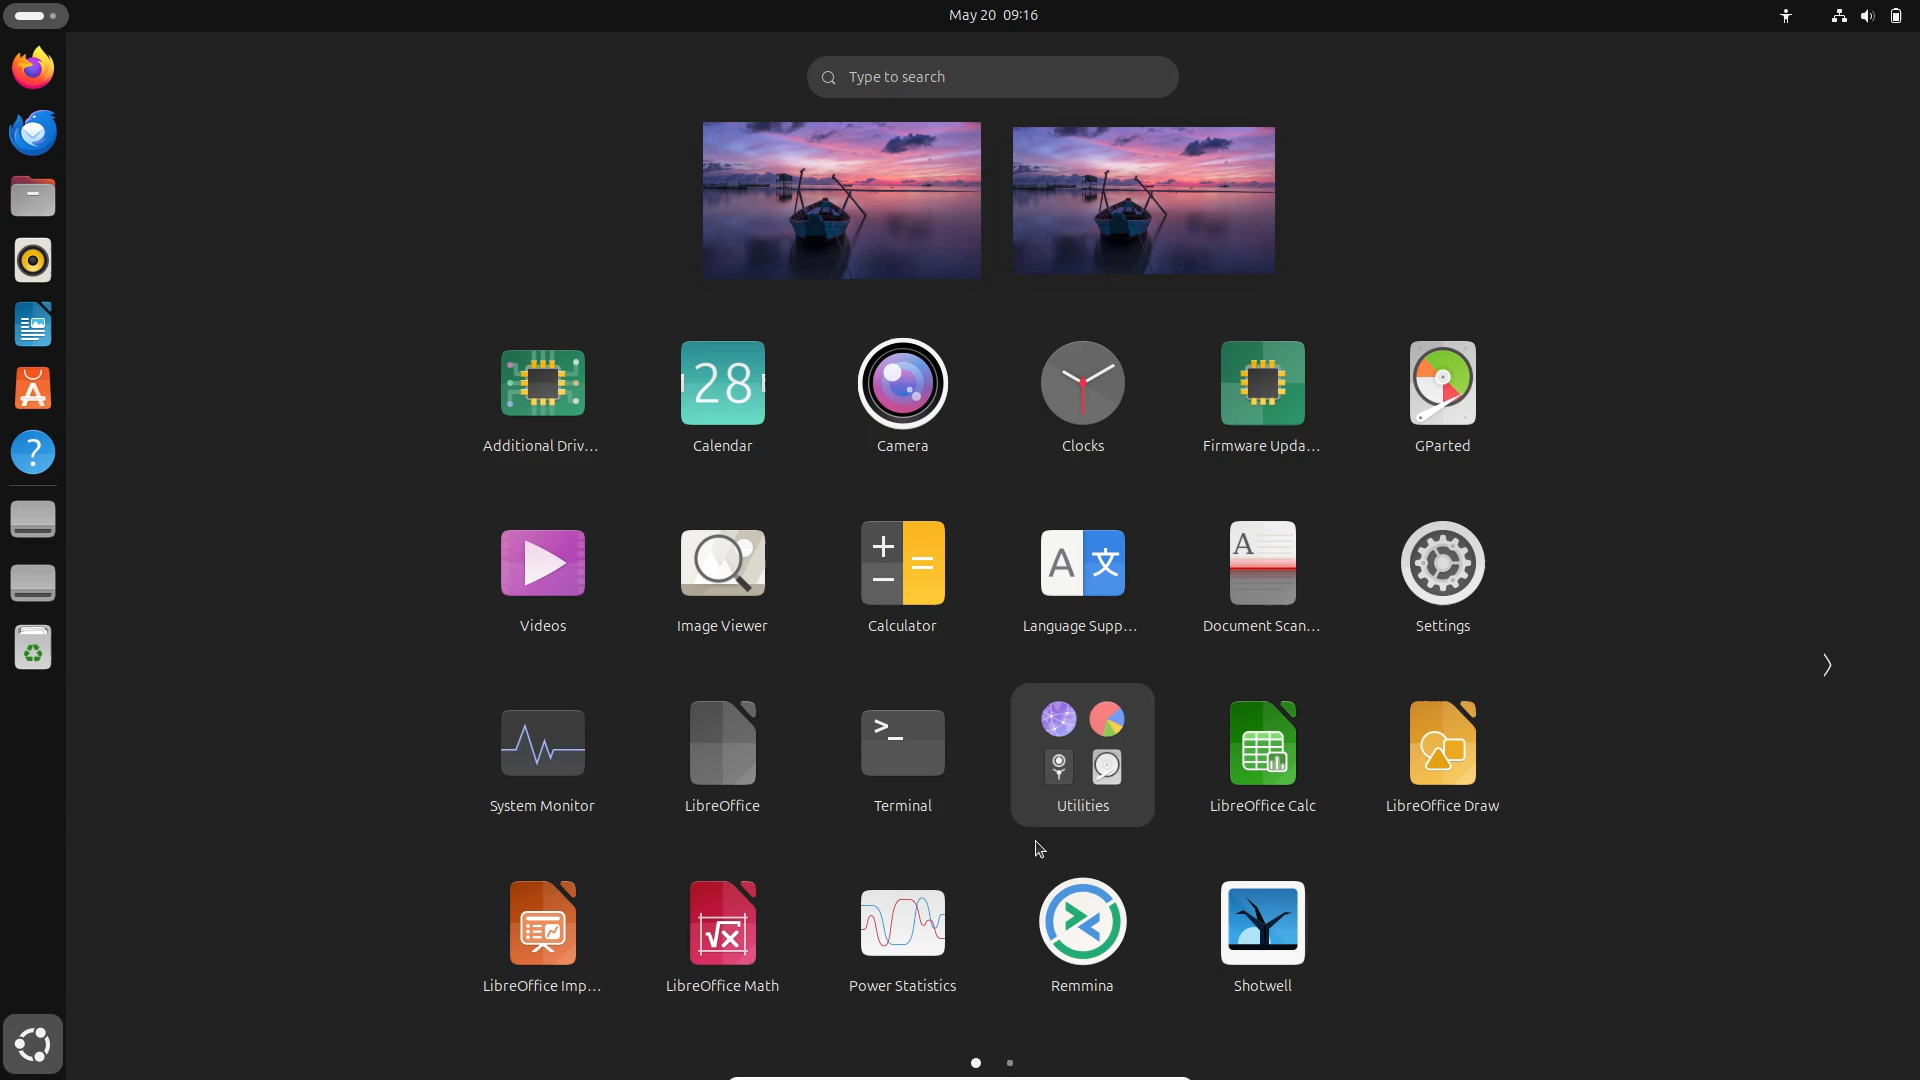 May 20 09:16
Type to search
28
Additional Driv...
Calendar
Camera
Clocks
Firmware Upda...
GParted
A
文
A
Videos
Image Viewer
Calculator
Language Supp...
Document Scan...
Settings
>_
System Monitor
LibreOffice
Terminal
Utilities
LibreOffice Calc
LibreOffice Draw
√x
LibreOffice Imp...
LibreOffice Math
Power Statistics
Remmina
Shotwell